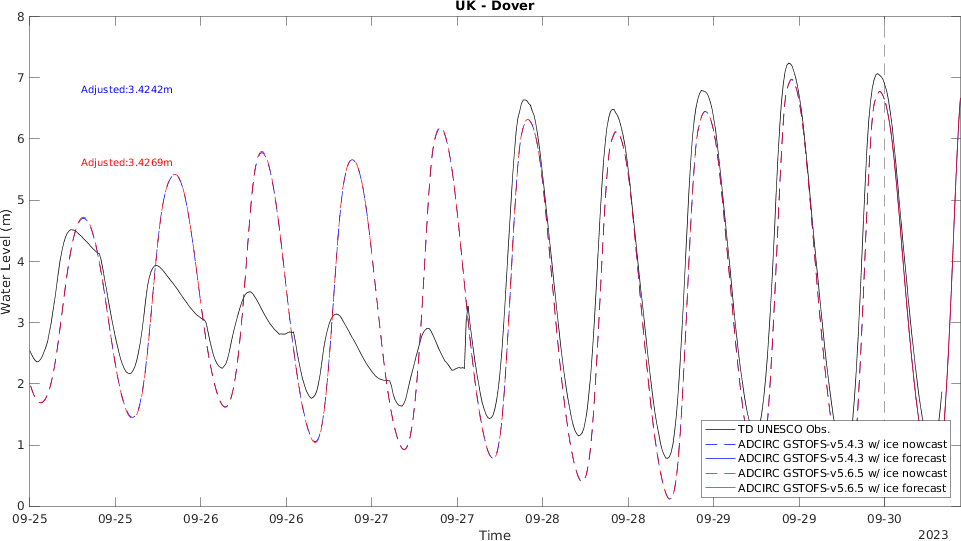 UK - Dover
8
7
6
5
4
3
2
1
0
Water Level (m)
Adjusted:3.4242m
Adjusted:3.4269m
TD UNESCO Obs.
ADCIRC GSTOFS-v5.4.3 w/ ice nowcast
ADCIRC GSTOFS-v5.4.3 w/ ice forecast
ADCIRC GSTOFS-v5.6.5 w/ ice nowcast
ADCIRC GSTOFS-v5.6.5 w/ ice forecast
09-25 09-25 09-26 09-26 09-27 09-27 09-28 09-28 09-29 09-29 09-30
Time
2023